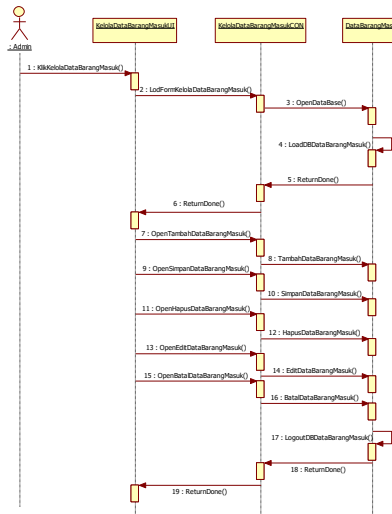 KelolaDataBarangMasukUI
KelolaDataBarangMasukCON
DataBarangMas
: Admin
1 : KlikKelolaDataBarangMasuk()
2 : LodFormKelolaDataBarangMasuk()
3 : OpenDataBase()
4 : LoadDBDataBarangMasuk()
5 : ReturnDone()
6 : ReturnDone()
7 : OpenTambahDataBarangMasuk()
8 : TambahDataBarangMasuk()
9 : OpenSimpanDataBarangMasuk()
10 : SimpanDataBarangMasuk()
11 : OpenHapusDataBarangMasuk()
12 : HapusDataBarangMasuk()
13 : OpenEditDataBarangMasuk()
14 : EditDataBarangMasuk()
15 : OpenBatalDataBarangMasuk()
16 : BatalDataBarangMasuk()
17 : LogoutDBDataBarangMasuk()
18 : ReturnDone()
19 : ReturnDone()